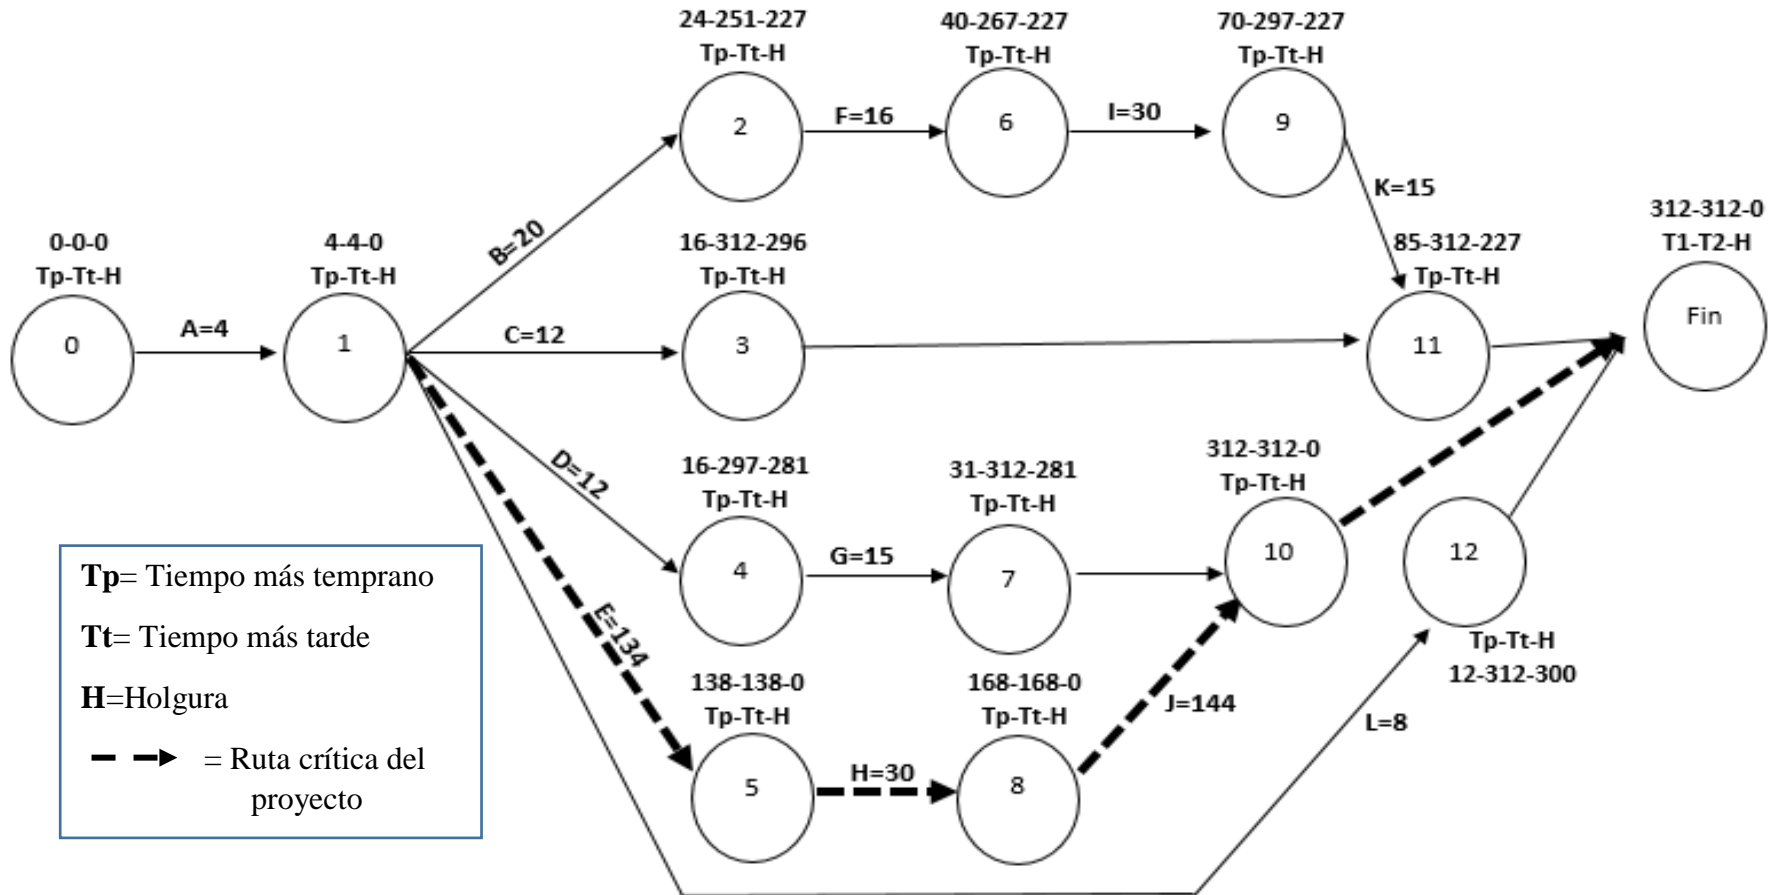 24-251-227
Tp-Tt-H
40-267-227
Tp-Tt-H
70-297-227
Tp-Tt-H
2
F=16
6
I=30
9
K=15
B=20
0-0-0
Tp-Tt-H
4-4-0
Tp-Tt-H
16-312-296
Tp-Tt-H
85-312-227
Tp-Tt-H
312-312-0
T1-T2-H
0
A=4
1
C=12
3
11
Fin
D=12
16-297-281
Tp-Tt-H
31-312-281
Tp-Tt-H
312-312-0
Tp-Tt-H
4
G=15
7
10
12
Tp-Tt-H
12-312-300
E=134
138-138-0
Tp-Tt-H
168-168-0
Tp-Tt-H
J=144
L=8
5
H=30
8
Tp= Tiempo más temprano
Tt= Tiempo más tarde
H=Holgura
= Ruta crítica del
proyecto